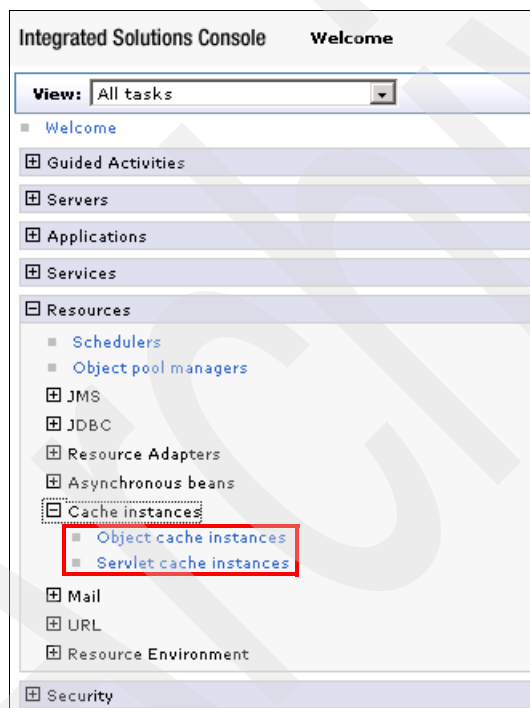 Integrated Solutions Console Welcome
View: All tasks
Welcome
Guided Activities
Servers
Applications
Services
Resources
Schedulers
Object pool managers
JMS
JDBC
Resource Adapters
Asynchronous beans
Cache instances
Object cache instances
Servlet cache instances
Mail
URL
Resource Environment
Security